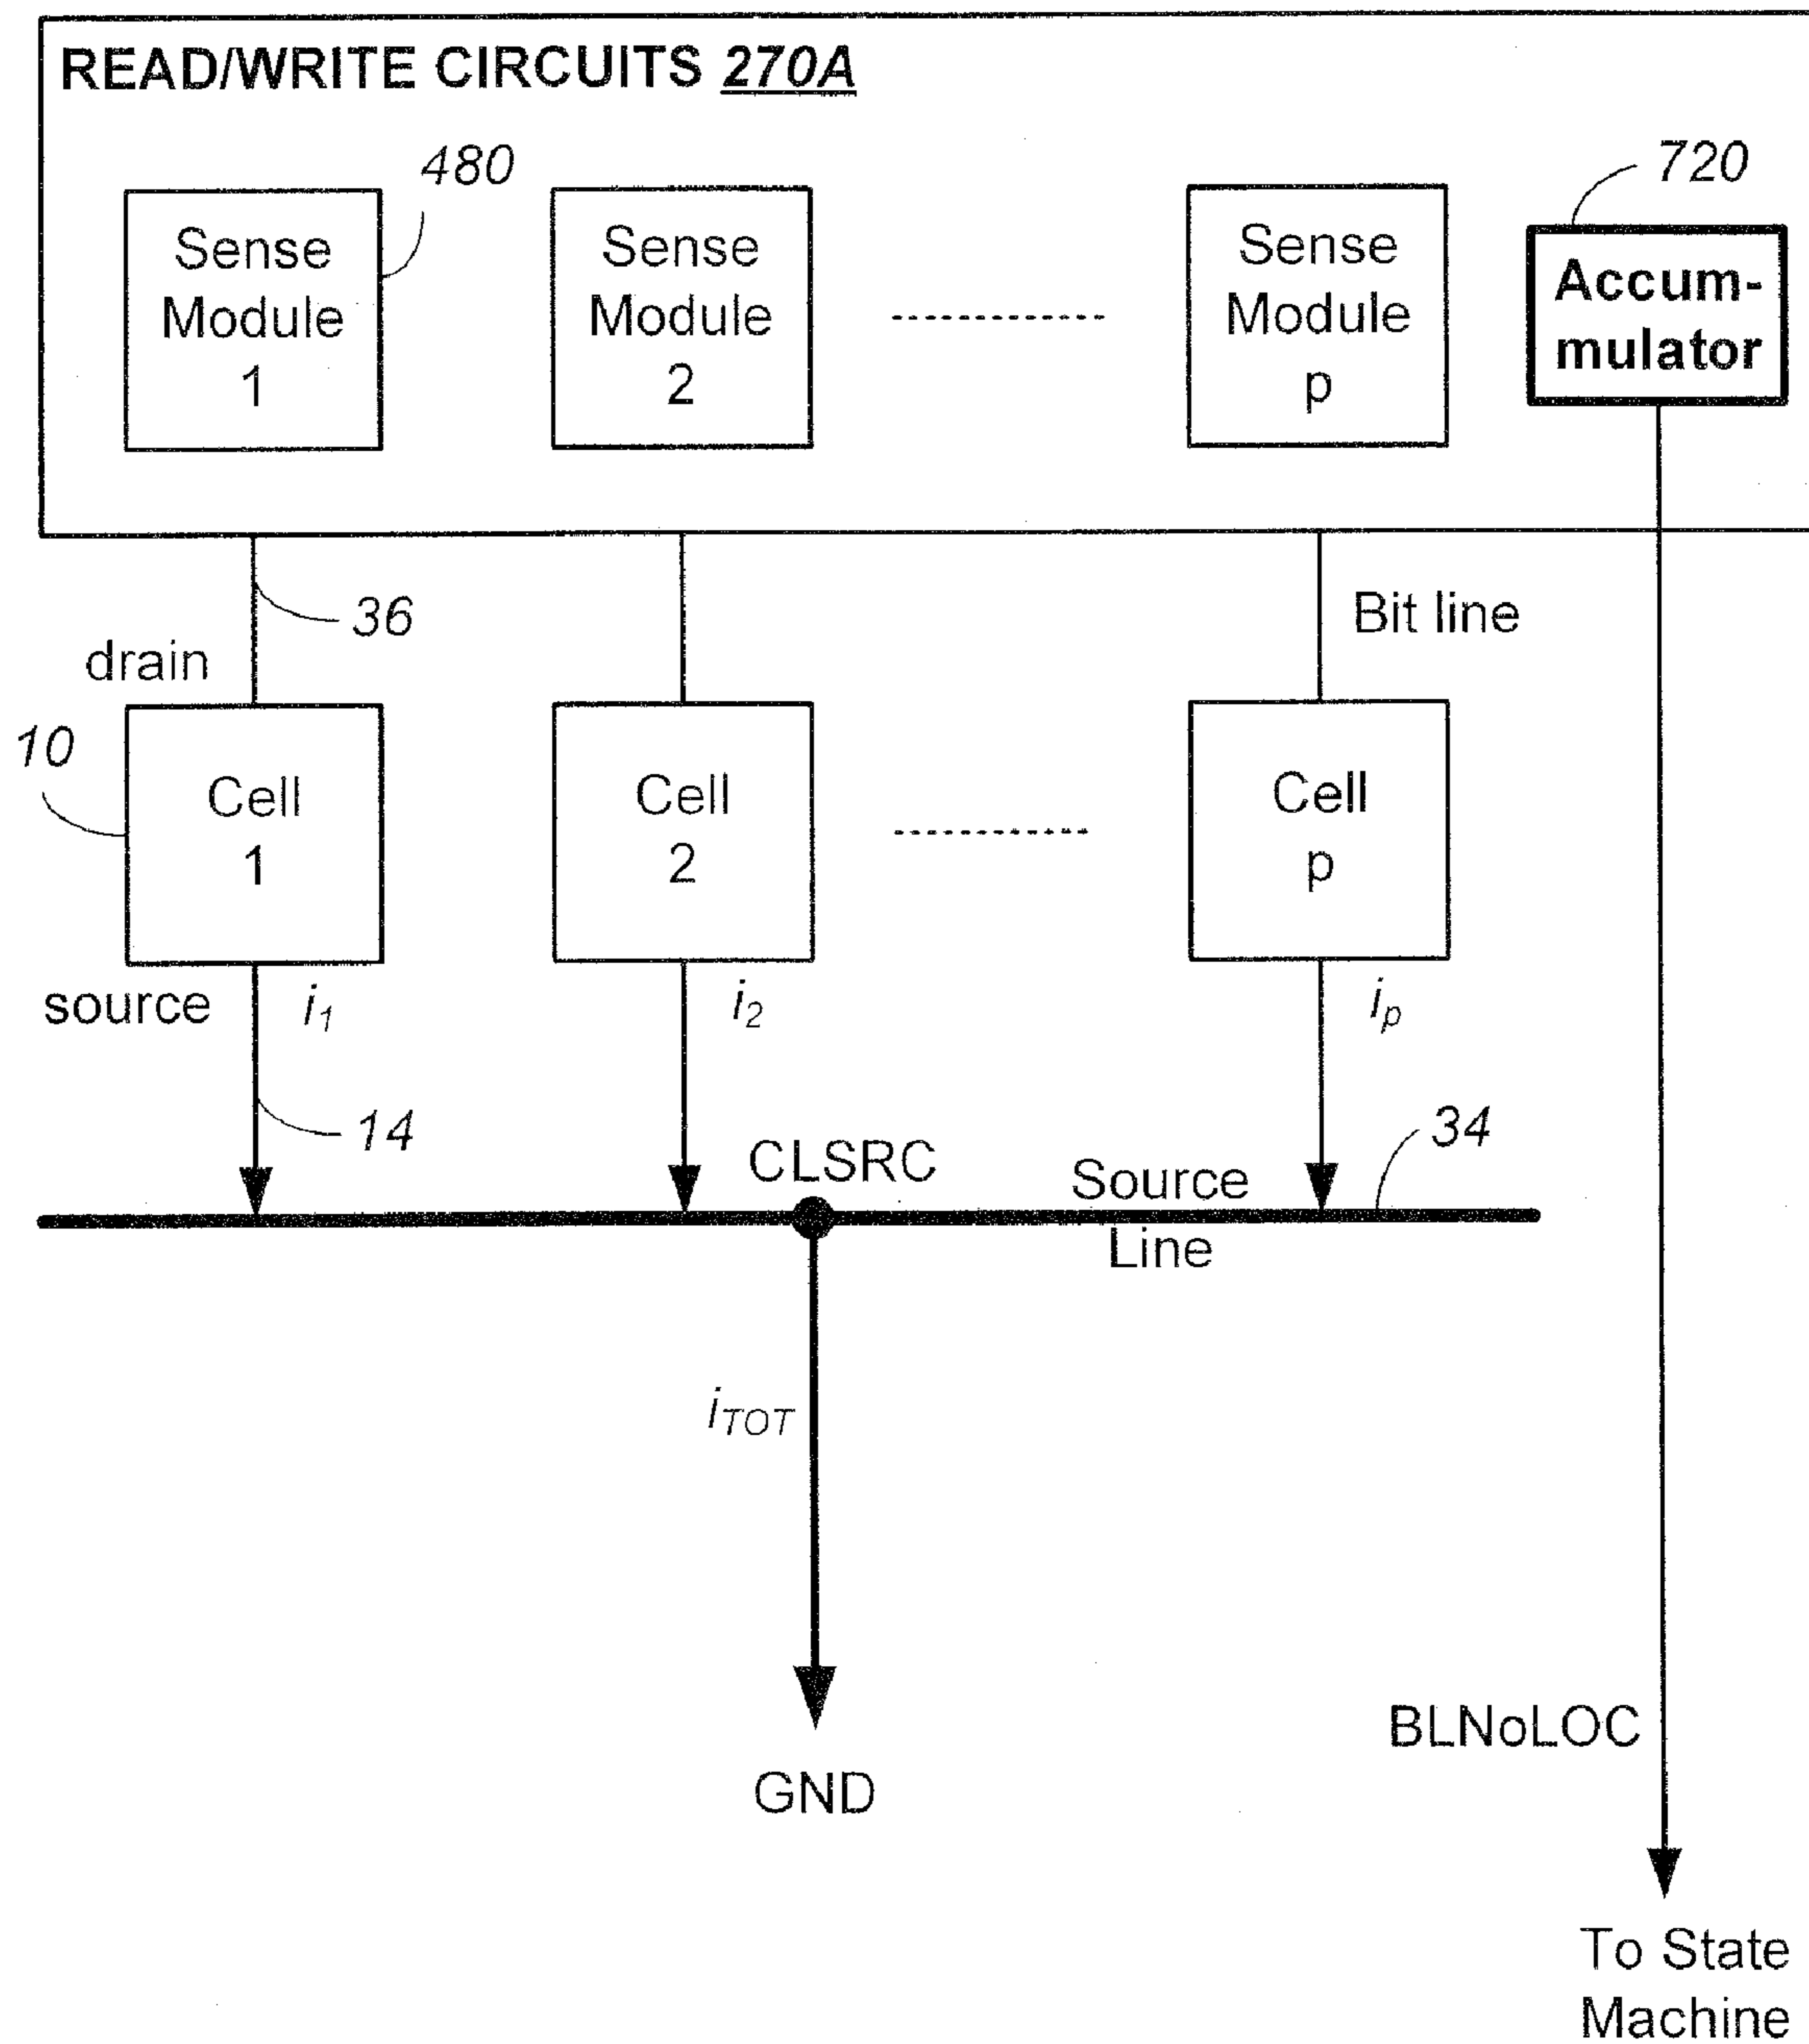 READ/WRITE CIRCUITS 270A
480
720
Sense
Module
1
Sense
Module
2
Sense
Module
p
Accum-
mulator
36
Bit line
drain
10
Cell
1
Cell
2
Cell
p
source
i1
i2
ip
14
CLSRC
Source
Line
34
iTOT
BLNoLOC
GND
To State
Machine